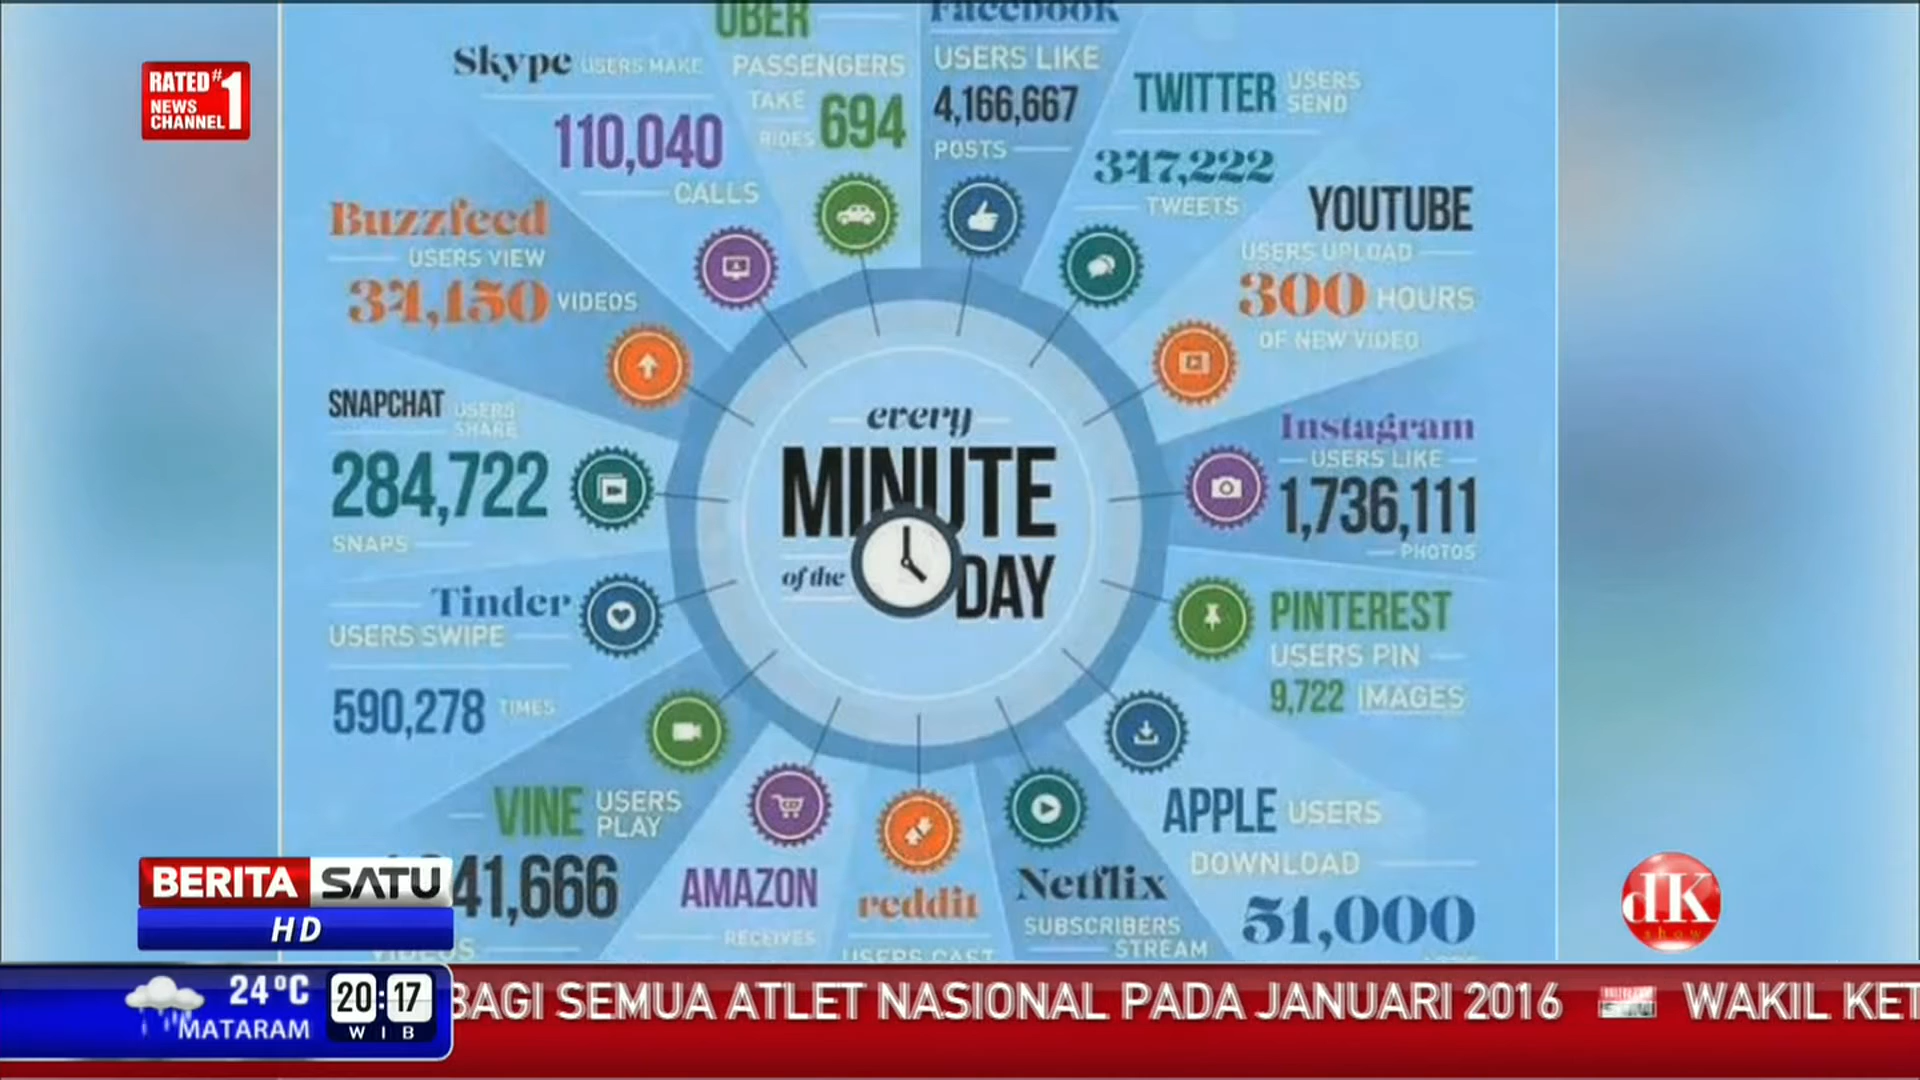 RATED #1
NEWS
CHANNEL
UBER
PASSENGERS
TAKE
RIDES 694
Facebook
USERS LIKE
4,166,667
POSTS
Skype USERS MAKE
110,040
CALLS
TWITTER USERS
SEND
347,222
TWEETS
Buzzfeed
USERS VIEW
34,150 VIDEOS
YOUTUBE
USERS UPLOAD
300 HOURS
OF NEW VIDEO
SNAPCHAT USERS
SHARE
284,722
SNAPS
every
MINUTE
of the DAY
Instagram
USERS LIKE
1,736,111
PHOTOS
Tinder
USERS SWIPE
590,278 TIMES
PINTEREST
USERS PIN
9,722 IMAGES
VINE USERS
PLAY
41,666
VIDEOS
AMAZON
RECEIVES
reddit
USERS CAST
Netflix
SUBSCRIBERS
STREAM
APPLE USERS
DOWNLOAD
51,000
BERITA SATU
HD
dK
show
24°C
MATARAM
20:17
WIB
BAGI SEMUA ATLET NASIONAL PADA JANUARI 2016 WAKIL KET